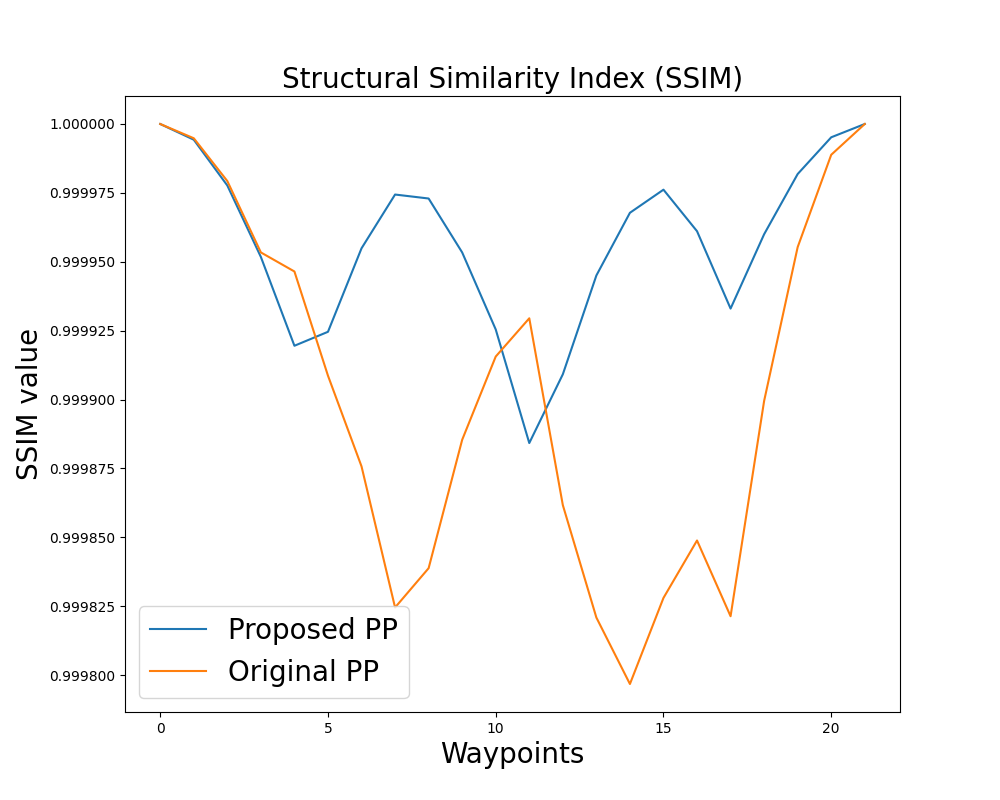 Structural Similarity Index (SSIM)
1.000000
0.999975
0.999950
0.999925
0.999900
0.999875
0.999850
0.999825
0.999800
SSIM value
Proposed PP
Original PP
0 5 10 15 20
Waypoints